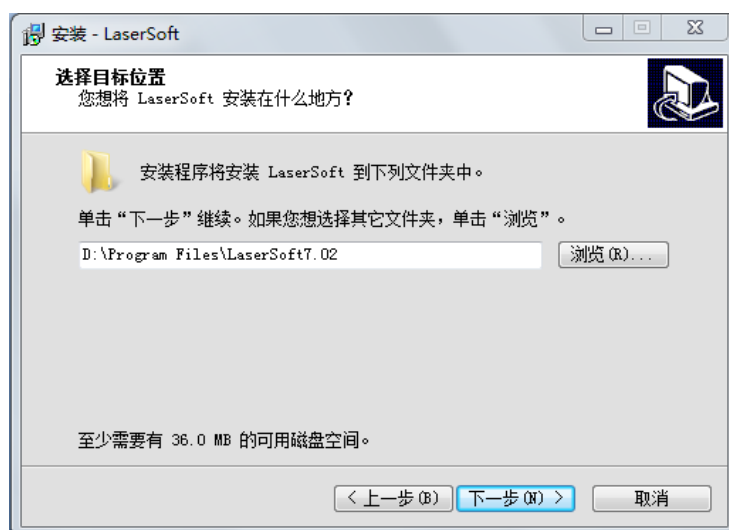 安装 - LaserSoft
选择目标位置
您想将 LaserSoft 安装在什么地方?
安装程序将安装 LaserSoft 到下列文件夹中。
单击“下一步”继续。如果您想选择其它文件夹，单击“浏览”。
D:\Program Files\LaserSoft7.02
浏览(R)...
至少需要有 36.0 MB 的可用磁盘空间。
< 上一步(B) 下一步(N) > 取消